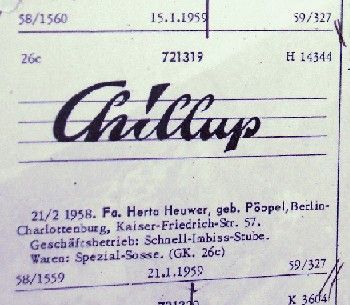 58/1560 15.1.1959 59/327
26c 721319 H 14344
Chillup
21/2 1958. Fa. Herta Heuwer, geb. Pöppel, Berlin-
Charlottenburg, Kaiser-Friedrich-Str. 57.
Geschäftsbetrieb: Schnell-Imbiss-Stube.
Waren: Spezial-Sosse. (GK. 26c)
58/1559 21.1.1959 59/327
K 3604